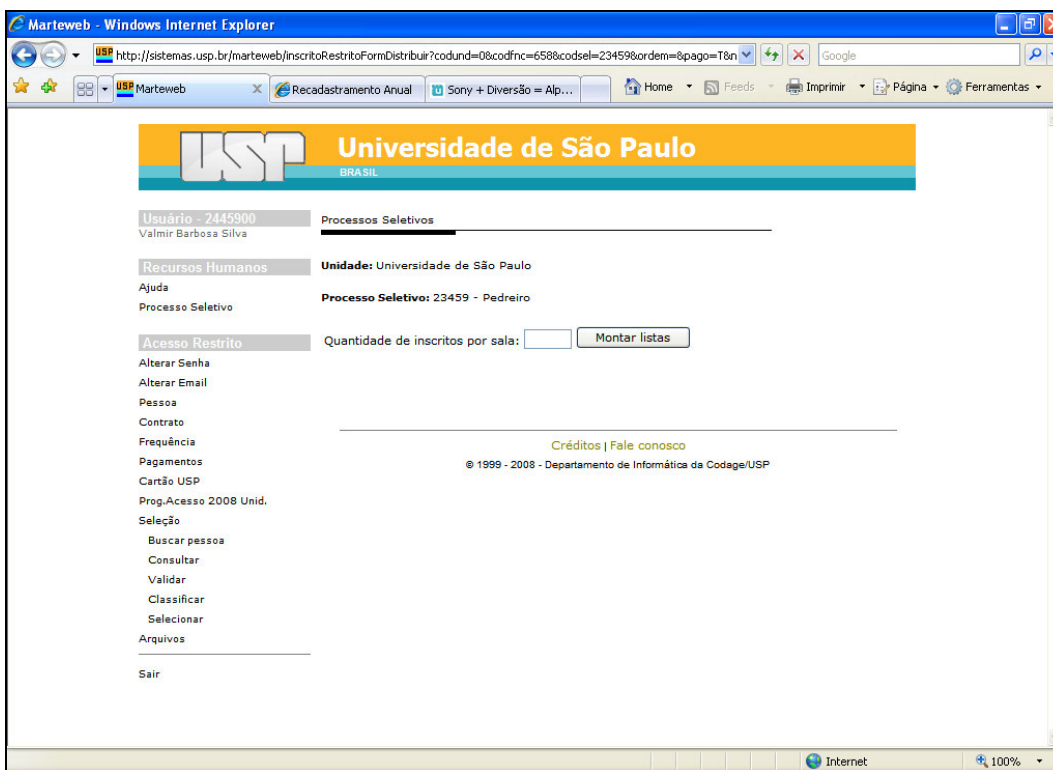 Marteweb - Windows Internet Explorer
http://sistemas.usp.br/marteweb/inscritoRestritoFormDistribuir?codund=0&codfnc=658&codsel=23459&ordem=&pago=T&n
Google
USP Marteweb
Recadastramento Anual
Sony + Diversão = Alp...
Home
Feeds
Imprimir
Página
Ferramentas
USP
Universidade de São Paulo
BRASIL
Usuário - 2445900
Valmir Barbosa Silva
Recursos Humanos
Ajuda
Processo Seletivo
Acesso Restrito
Alterar Senha
Alterar Email
Pessoa
Contrato
Frequência
Pagamentos
Cartão USP
Prog.Acesso 2008 Unid.
Seleção
Buscar pessoa
Consultar
Validar
Classificar
Selecionar
Arquivos
Sair
Processos Seletivos
Unidade: Universidade de São Paulo
Processo Seletivo: 23459 - Pedreiro
Quantidade de inscritos por sala: Montar listas
Créditos | Fale conosco
© 1999 - 2008 - Departamento de Informática da Codage/USP
Internet
100%